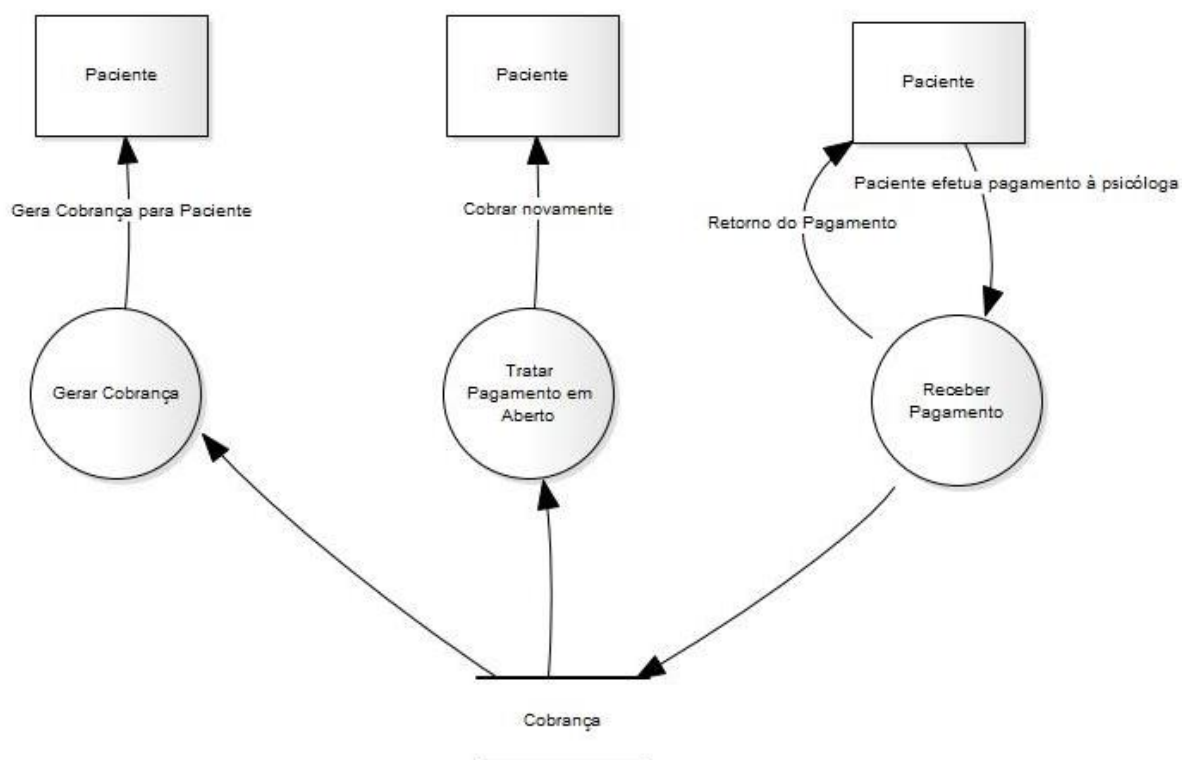 Paciente
Paciente
Paciente
Gera Cobrança para Paciente
Cobrar novamente
Retorno do Pagamento
Paciente efetua pagamento à psicóloga
Gerar Cobrança
Tratar
Pagamento em
Aberto
Receber
Pagamento
Cobrança